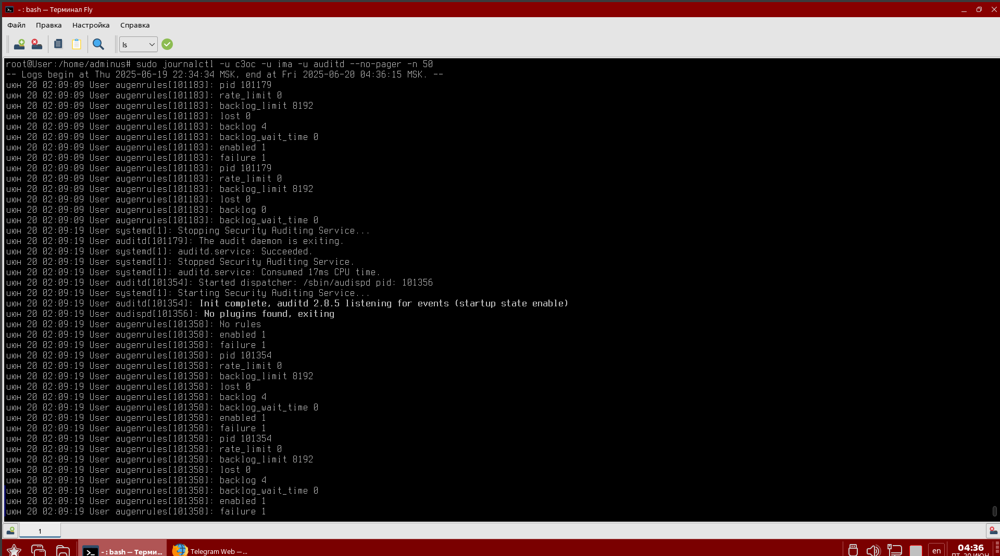 - : bash — Терминал Fly
Файл Правка Настройка Справка
ls
root@User:/home/adminus# sudo journalctl -u c3oc -u ima -u auditd --no-pager -n 50
-- Logs begin at Thu 2025-06-19 22:34:34 MSK, end at Fri 2025-06-20 04:36:15 MSK. --
июн 20 02:09:09 User augenrules[101183]: pid 101179
июн 20 02:09:09 User augenrules[101183]: rate_limit 0
июн 20 02:09:09 User augenrules[101183]: backlog_limit 8192
июн 20 02:09:09 User augenrules[101183]: lost 0
июн 20 02:09:09 User augenrules[101183]: backlog 4
июн 20 02:09:09 User augenrules[101183]: backlog_wait_time 0
июн 20 02:09:09 User augenrules[101183]: enabled 1
июн 20 02:09:09 User augenrules[101183]: failure 1
июн 20 02:09:09 User augenrules[101183]: pid 101179
июн 20 02:09:09 User augenrules[101183]: rate_limit 0
июн 20 02:09:09 User augenrules[101183]: backlog_limit 8192
июн 20 02:09:09 User augenrules[101183]: lost 0
июн 20 02:09:09 User augenrules[101183]: backlog 0
июн 20 02:09:09 User augenrules[101183]: backlog_wait_time 0
июн 20 02:09:19 User systemd[1]: Stopping Security Auditing Service...
июн 20 02:09:19 User auditd[101179]: The audit daemon is exiting.
июн 20 02:09:19 User systemd[1]: auditd.service: Succeeded.
июн 20 02:09:19 User systemd[1]: Stopped Security Auditing Service.
июн 20 02:09:19 User systemd[1]: auditd.service: Consumed 17ms CPU time.
июн 20 02:09:19 User auditd[101354]: Started dispatcher: /sbin/audispd pid: 101356
июн 20 02:09:19 User systemd[1]: Starting Security Auditing Service...
июн 20 02:09:19 User auditd[101354]: Init complete, auditd 2.8.5 listening for events (startup state enable)
июн 20 02:09:19 User audispd[101356]: No plugins found, exiting
июн 20 02:09:19 User augenrules[101358]: No rules
июн 20 02:09:19 User augenrules[101358]: enabled 1
июн 20 02:09:19 User augenrules[101358]: failure 1
июн 20 02:09:19 User augenrules[101358]: pid 101354
июн 20 02:09:19 User augenrules[101358]: rate_limit 0
июн 20 02:09:19 User augenrules[101358]: backlog_limit 8192
июн 20 02:09:19 User augenrules[101358]: lost 0
июн 20 02:09:19 User augenrules[101358]: backlog 4
июн 20 02:09:19 User augenrules[101358]: backlog_wait_time 0
июн 20 02:09:19 User augenrules[101358]: enabled 1
июн 20 02:09:19 User augenrules[101358]: failure 1
июн 20 02:09:19 User augenrules[101358]: pid 101354
июн 20 02:09:19 User augenrules[101358]: rate_limit 0
июн 20 02:09:19 User augenrules[101358]: backlog_limit 8192
июн 20 02:09:19 User augenrules[101358]: lost 0
июн 20 02:09:19 User augenrules[101358]: backlog 4
июн 20 02:09:19 User augenrules[101358]: backlog_wait_time 0
июн 20 02:09:19 User augenrules[101358]: enabled 1
июн 20 02:09:19 User augenrules[101358]: failure 1
1
- : bash — Терми... Telegram Web —... en 04:36
ПТ, 20 ИЮН